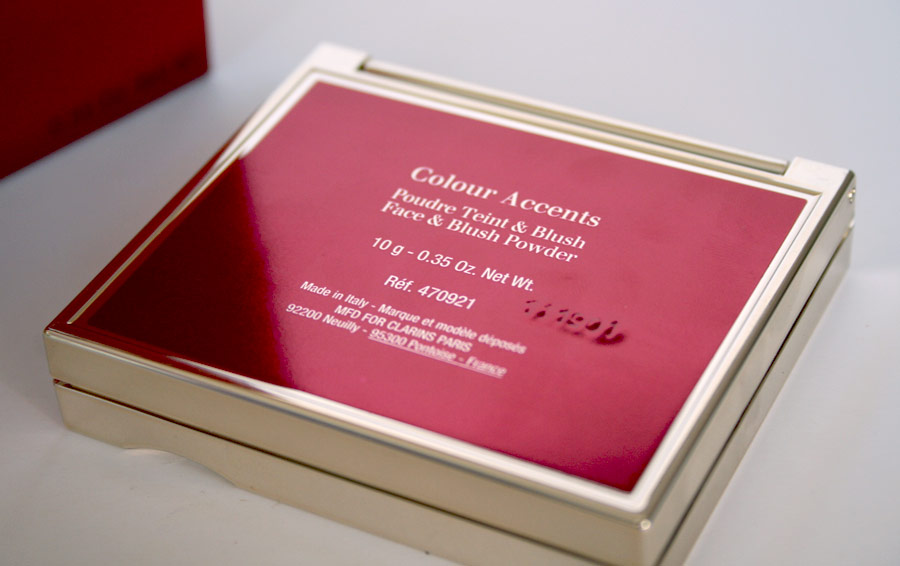 Colour Accents
Poudre Teint & Blush
Face & Blush Powder
10 g - 0.35 Oz. Net Wt.
Réf. 470921
Made in Italy - Marque et modèle déposés
MFD FOR CLARINS PARIS
92200 Neuilly - 95300 Pontoise - France